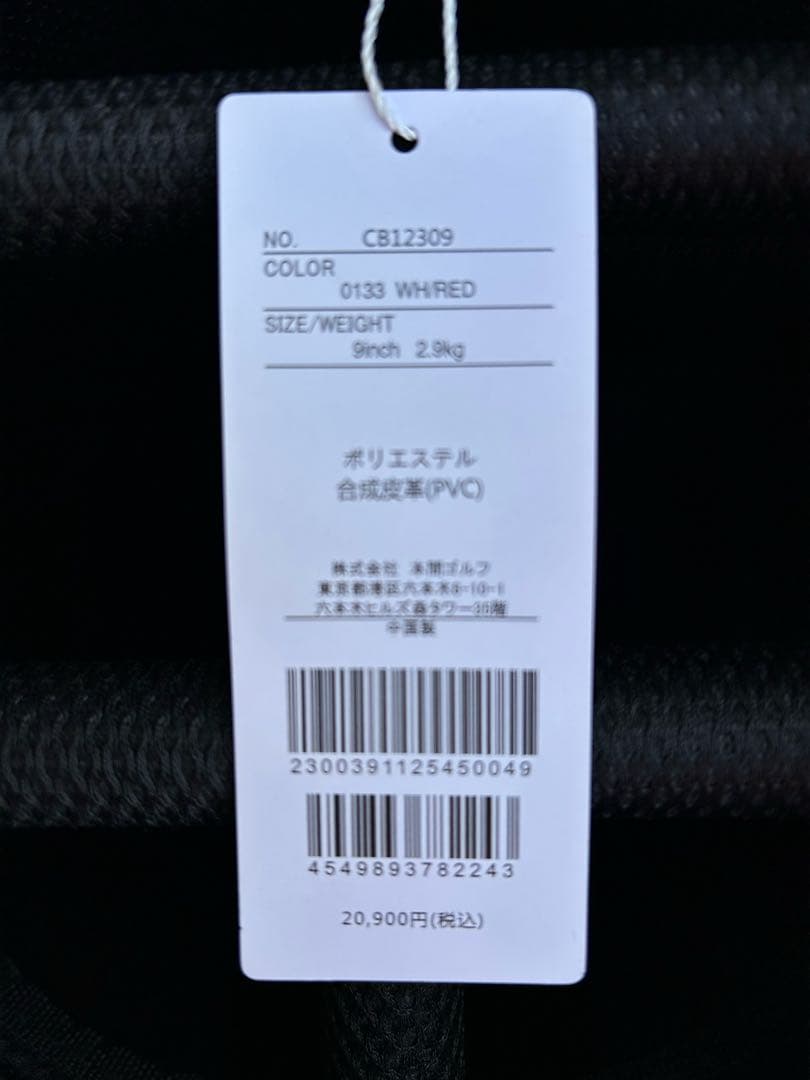 NO. CB12309
COLOR
0133 WH/RED
SIZE/WEIGHT
9inch 2.9kg
ポリエステル
合成皮革(PVC)
株式会社 本間ゴルフ
東京都港区六本木6-10-1
六本木ヒルズ森タワー35階
中国製
2300391125450049
4549893782243
20,900円(税込)